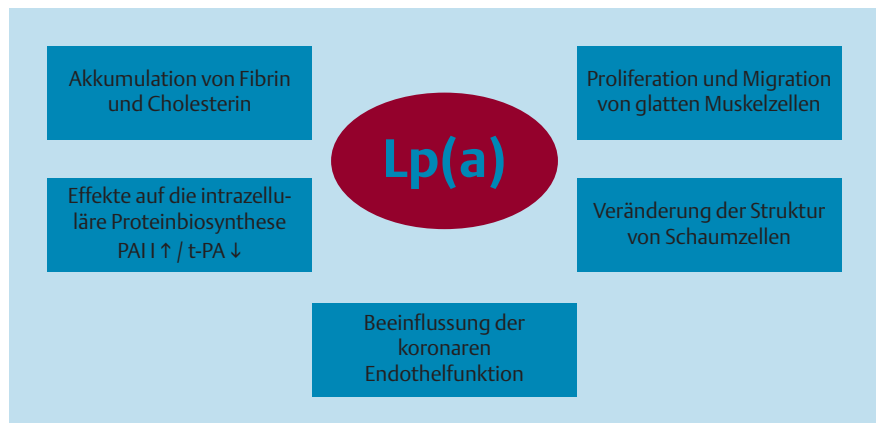 Akkumulation von Fibrin
und Cholesterin
Proliferation und Migration
von glatten Muskelzellen
Lp(a)
Effekte auf die intrazellu-
läre Proteinbiosynthese
PAI I ↑ / t-PA ↓
Veränderung der Struktur
von Schaumzellen
Beeinflussung der
koronaren
Endothelfunktion